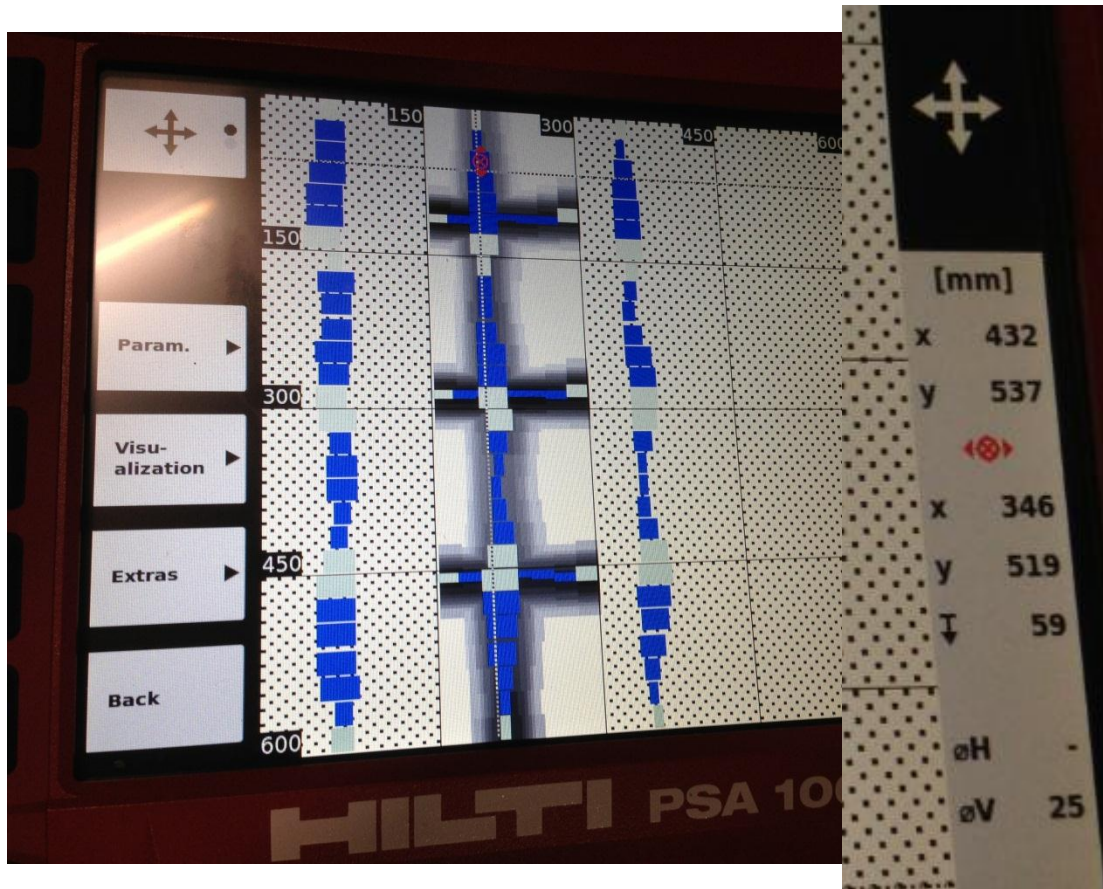 150
300
450
600
150
300
450
600
Param.
Visu-
alization
Extras
Back
HILTI PSA 10
[mm]
x 432
y 537
x 346
y 519
59
øH -
øV 25